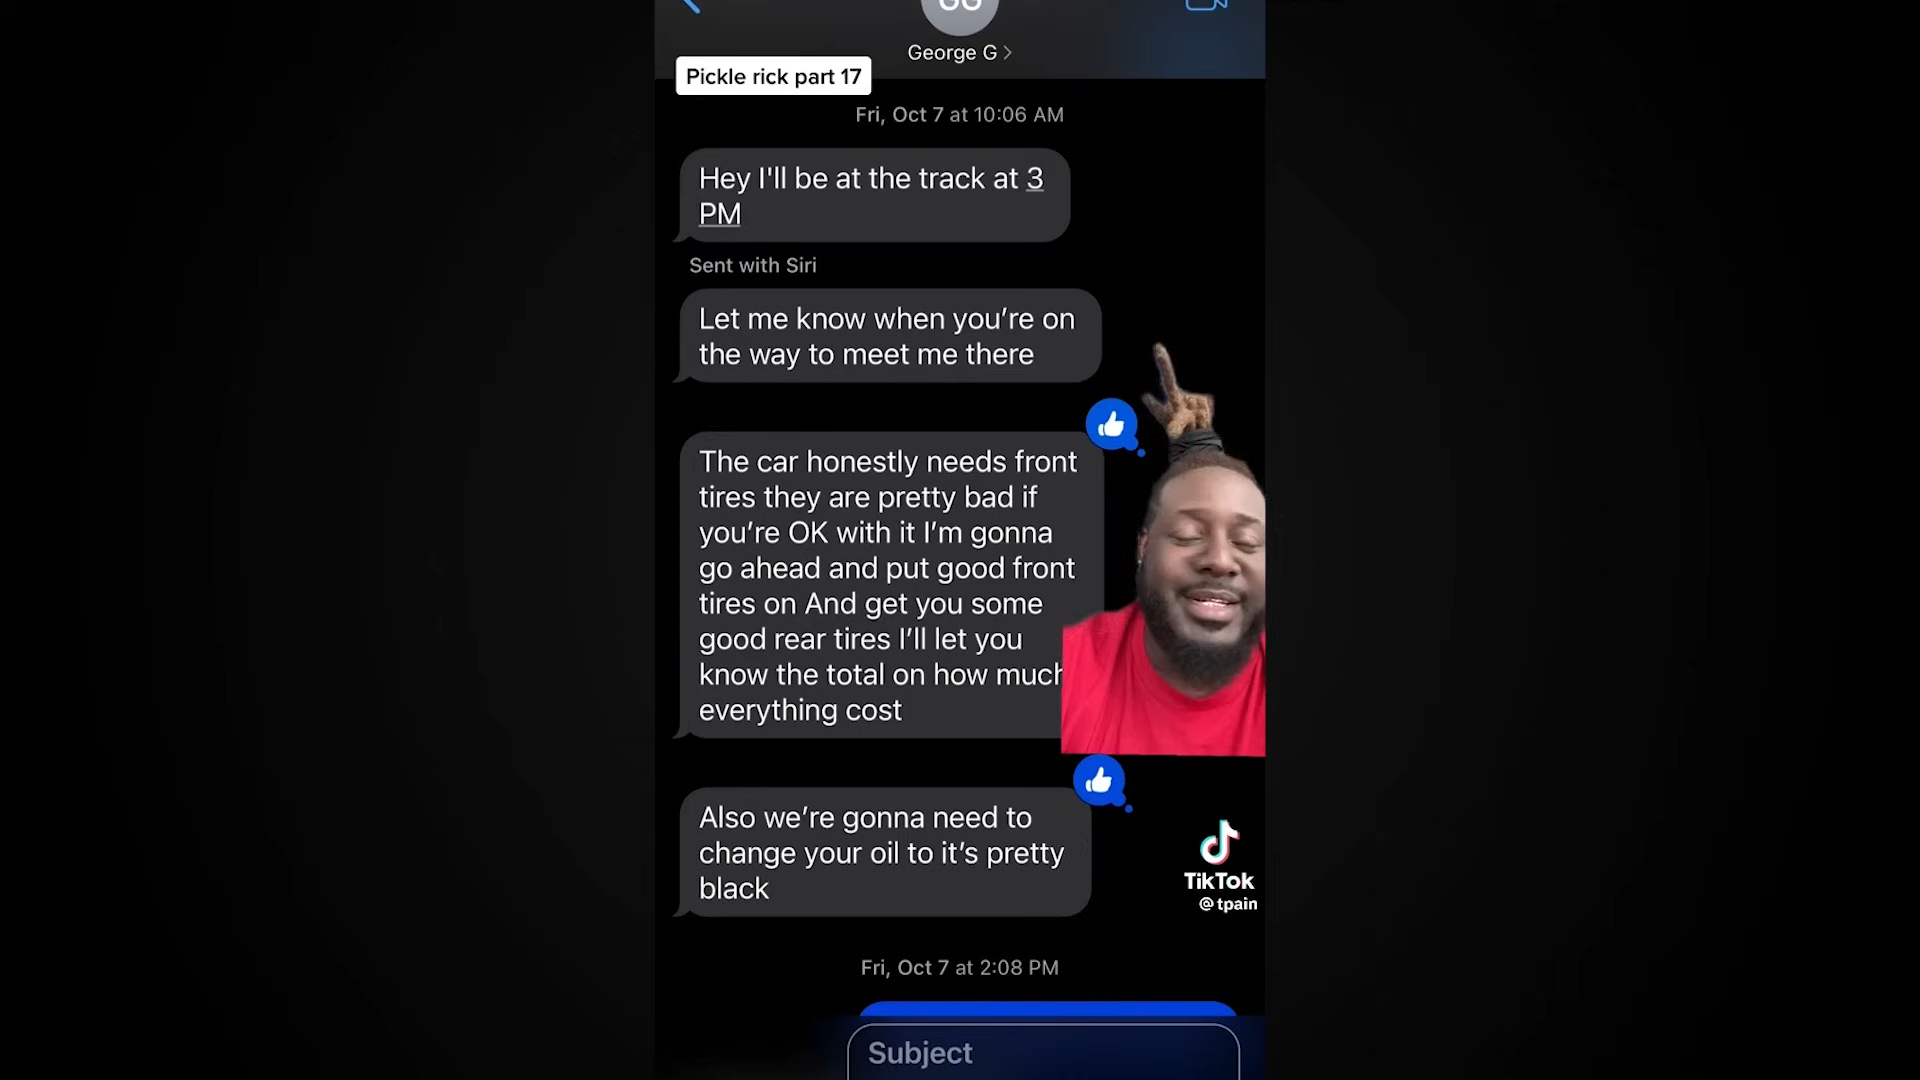 GG
George G
Pickle rick part 17
Fri, Oct 7 at 10:06 AM
Hey I'll be at the track at 3
PM
Sent with Siri
Let me know when you're on
the way to meet me there
The car honestly needs front
tires they are pretty bad if
you're OK with it I'm gonna
go ahead and put good front
tires on And get you some
good rear tires I'll let you
know the total on how much
everything cost
Also we're gonna need to
change your oil to it's pretty
black
TikTok
@tpain
Fri, Oct 7 at 2:08 PM
Subject